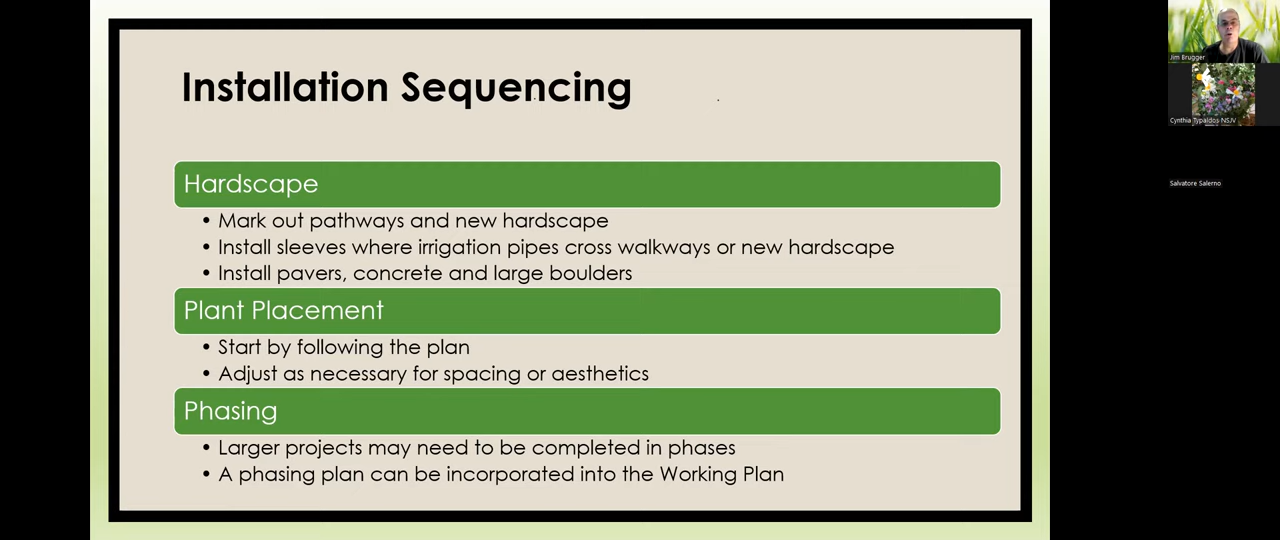 Installation Sequencing
Hardscape
• Mark out pathways and new hardscape
• Install sleeves where irrigation pipes cross walkways or new hardscape
• Install pavers, concrete and large boulders
Plant Placement
• Start by following the plan
• Adjust as necessary for spacing or aesthetics
Phasing
• Larger projects may need to be completed in phases
• A phasing plan can be incorporated into the Working Plan
Jim Brugger
Cynthia Typaldos NSJV
Salvatore Salerno